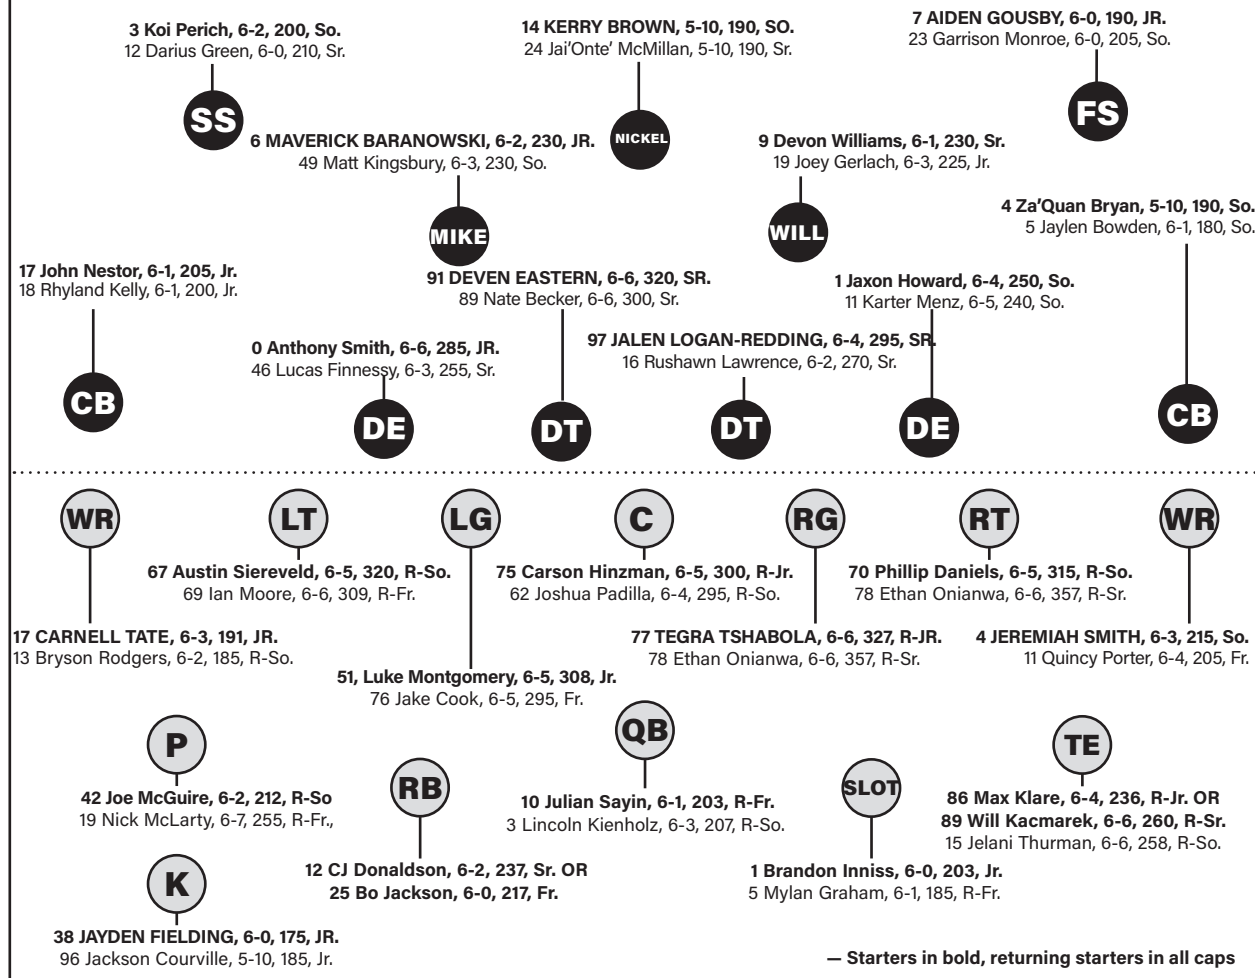 3 Koi Perich, 6-2, 200, So.
12 Darius Green, 6-0, 210, Sr.
SS
14 KERRY BROWN, 5-10, 190, SO.
24 Jai'Onte' McMillan, 5-10, 190, Sr.
NICKEL
7 AIDEN GOUSBY, 6-0, 190, JR.
23 Garrison Monroe, 6-0, 205, So.
FS
6 MAVERICK BARANOWSKI, 6-2, 230, JR.
49 Matt Kingsbury, 6-3, 230, So.
MIKE
9 Devon Williams, 6-1, 230, Sr.
19 Joey Gerlach, 6-3, 225, Jr.
WILL
4 Za'Quan Bryan, 5-10, 190, So.
5 Jaylen Bowden, 6-1, 180, So.
CB
17 John Nestor, 6-1, 205, Jr.
18 Rhyland Kelly, 6-1, 200, Jr.
CB
91 DEVEN EASTERN, 6-6, 320, SR.
89 Nate Becker, 6-6, 300, Sr.
DT
1 Jaxon Howard, 6-4, 250, So.
11 Karter Menz, 6-5, 240, So.
DE
0 Anthony Smith, 6-6, 285, JR.
46 Lucas Finnessy, 6-3, 255, Sr.
DE
97 JALEN LOGAN-REDDING, 6-4, 295, SR.
16 Rushawn Lawrence, 6-2, 270, Sr.
DT
WR
17 CARNELL TATE, 6-3, 191, JR.
13 Bryson Rodgers, 6-2, 185, R-So.
LT
67 Austin Siereveld, 6-5, 320, R-So.
69 Ian Moore, 6-6, 309, R-Fr.
LG
51, Luke Montgomery, 6-5, 308, Jr.
76 Jake Cook, 6-5, 295, Fr.
C
75 Carson Hinzman, 6-5, 300, R-Jr.
62 Joshua Padilla, 6-4, 295, R-So.
RG
77 TEGRA TSHABOLA, 6-6, 327, R-JR.
78 Ethan Onianwa, 6-6, 357, R-Sr.
RT
70 Phillip Daniels, 6-5, 315, R-So.
78 Ethan Onianwa, 6-6, 357, R-Sr.
WR
4 JEREMIAH SMITH, 6-3, 215, So.
11 Quincy Porter, 6-4, 205, Fr.
P
42 Joe McGuire, 6-2, 212, R-So
19 Nick McLarty, 6-7, 255, R-Fr.,
RB
12 CJ Donaldson, 6-2, 237, Sr. OR
25 Bo Jackson, 6-0, 217, Fr.
QB
10 Julian Sayin, 6-1, 203, R-Fr.
3 Lincoln Kienholz, 6-3, 207, R-So.
SLOT
1 Brandon Inniss, 6-0, 203, Jr.
5 Mylan Graham, 6-1, 185, R-Fr.
TE
86 Max Klare, 6-4, 236, R-Jr. OR
89 Will Kacmarek, 6-6, 260, R-Sr.
15 Jelani Thurman, 6-6, 258, R-So.
K
38 JAYDEN FIELDING, 6-0, 175, JR.
96 Jackson Courville, 5-10, 185, Jr.
— Starters in bold, returning starters in all caps